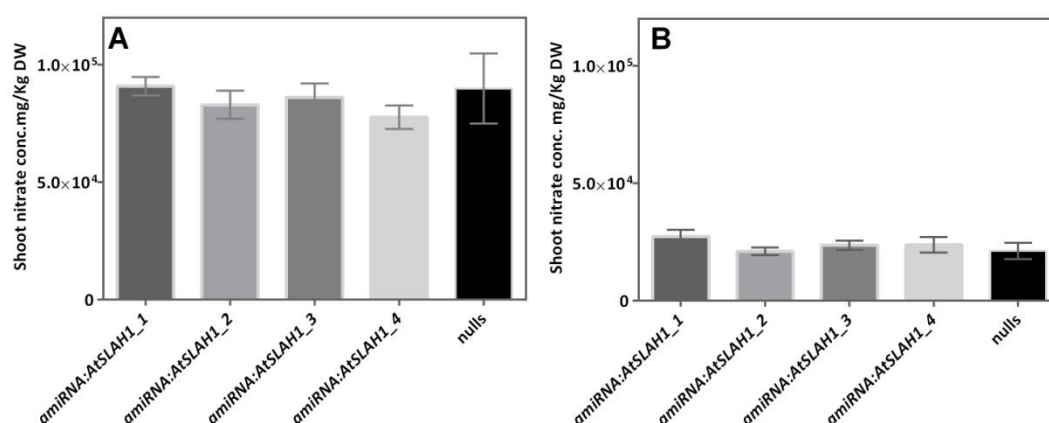 A
Shoot nitrate conc.mg/Kg DW
1.0×10⁵
5.0×10⁴
0
amiRNA:AtSLAH1_1
amiRNA:AtSLAH1_2
amiRNA:AtSLAH1_3
amiRNA:AtSLAH1_4
nulls
B
Shoot nitrate conc. mg/Kg DW
1.0×10⁵
5.0×10⁴
0
amiRNA:AtSLAH1_1
amiRNA:AtSLAH1_2
amiRNA:AtSLAH1_3
amiRNA:AtSLAH1_4
nulls